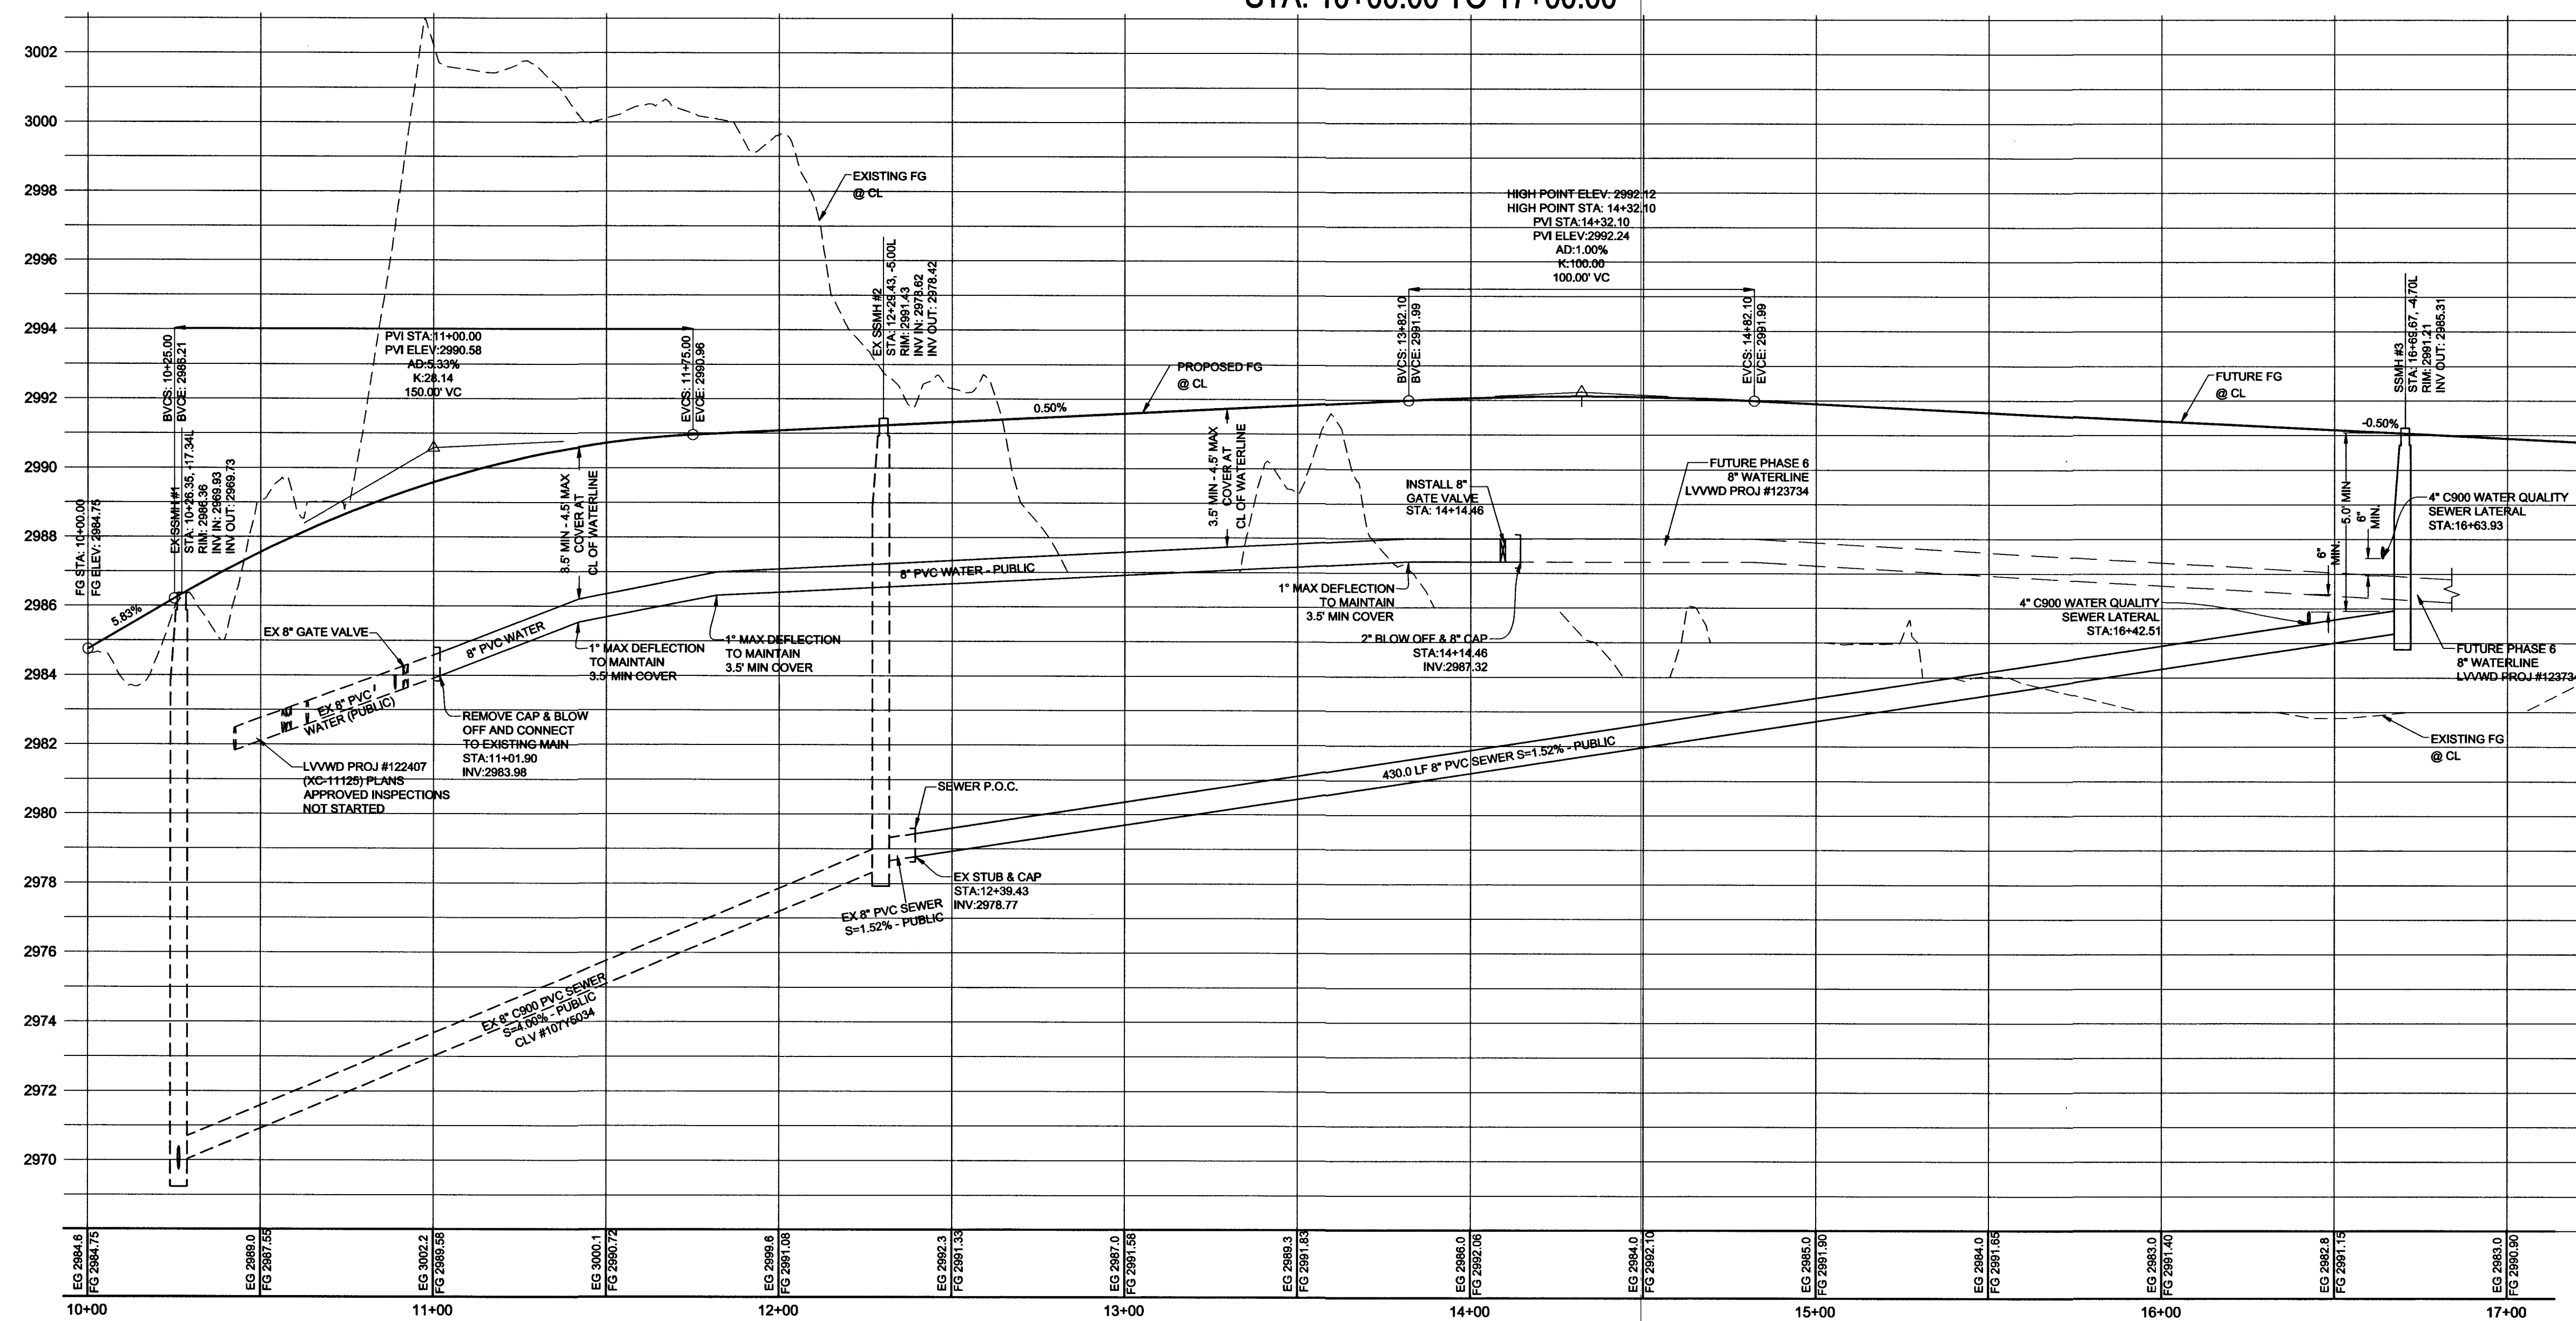 STA: 10+00.00 TO 17+00.00
3002
3000
2998
2996
2994
2992
2990
2988
2986
2984
2982
2980
2978
2976
2974
2972
2970
FG STA: 10+00.00
FG ELEV: 2984.75
5.83%
BVCS: 10+25.00
BVCE: 2986.21
EX SSMH #1
STA: 10+26.35, -17.34L
RIM: 2986.36
INV IN: 2969.93
INV OUT: 2969.73
PVI STA:11+00.00
PVI ELEV:2990.58
AD:5.33%
K:28.14
150.00' VC
EVCS: 11+75.00
EVCE: 2990.96
EXISTING FG
@ CL
EX SSMH #2
STA: 12+29.43, -5.00L
RIM: 2991.43
INV IN: 2978.62
INV OUT: 2978.42
0.50%
PROPOSED FG
@ CL
HIGH POINT ELEV: 2992.12
HIGH POINT STA: 14+32.10
PVI STA:14+32.10
PVI ELEV:2992.24
AD:1.00%
K:100.00
100.00' VC
BVCS: 13+82.10
BVCE: 2991.99
EVCS: 14+82.10
EVCE: 2991.99
FUTURE FG
@ CL
-0.50%
SSMH #3
STA: 16+69.67, -4.70L
RIM: 2991.21
INV OUT: 2985.31
3.5' MIN - 4.5' MAX
COVER AT
CL OF WATERLINE
3.5' MIN - 4.5' MAX
COVER AT
CL OF WATERLINE
INSTALL 8"
GATE VALVE
STA: 14+14.46
FUTURE PHASE 6
8" WATERLINE
LVVWD PROJ #123734
5.0' MIN
6"
MIN.
6"
MIN.
4" C900 WATER QUALITY
SEWER LATERAL
STA:16+63.93
4" C900 WATER QUALITY
SEWER LATERAL
STA:16+42.51
FUTURE PHASE 6
8" WATERLINE
LVVWD PROJ #123734
EXISTING FG
@ CL
EX 8" GATE VALVE
8" PVC WATER
EX 8" PVC
WATER (PUBLIC)
8" PVC WATER - PUBLIC
1° MAX DEFLECTION
TO MAINTAIN
3.5' MIN COVER
1° MAX DEFLECTION
TO MAINTAIN
3.5' MIN COVER
1° MAX DEFLECTION
TO MAINTAIN
3.5' MIN COVER
2" BLOW OFF & 8" CAP
STA:14+14.46
INV:2987.32
REMOVE CAP & BLOW
OFF AND CONNECT
TO EXISTING MAIN
STA:11+01.90
INV:2983.98
LVVWD PROJ #122407
(XC-11125) PLANS
APPROVED INSPECTIONS
NOT STARTED
SEWER P.O.C.
430.0 LF 8" PVC SEWER S=1.52% - PUBLIC
EX STUB & CAP
STA:12+39.43
INV:2978.77
EX 8" PVC SEWER
S=1.52% - PUBLIC
EX 8" C900 PVC SEWER
S=4.00% - PUBLIC
CLV #107Y5034
EG 2984.6
FG 2984.75
EG 2989.0
FG 2987.55
EG 3002.2
FG 2989.58
EG 3000.1
FG 2990.72
EG 2999.6
FG 2991.08
EG 2992.3
FG 2991.33
EG 2987.0
FG 2991.58
EG 2989.3
FG 2991.83
EG 2986.0
FG 2992.06
EG 2984.0
FG 2992.10
EG 2985.0
FG 2991.90
EG 2984.0
FG 2991.65
EG 2983.0
FG 2991.40
EG 2982.8
FG 2991.15
EG 2983.0
FG 2990.90
10+00
11+00
12+00
13+00
14+00
15+00
16+00
17+00